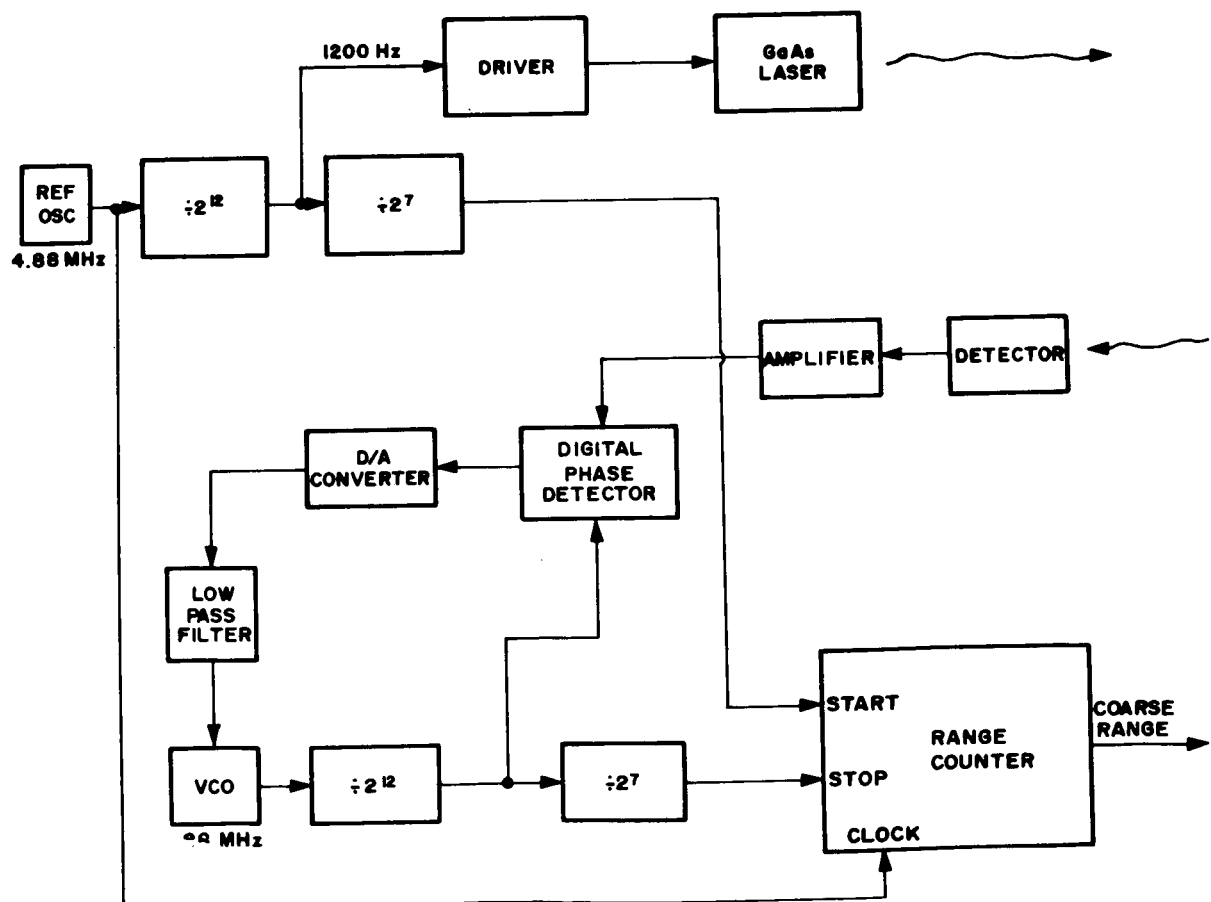 1200 Hz
DRIVER
GaAs
LASER
REF
OSC
÷2¹²
÷2⁷
4.88 MHz
AMPLIFIER
DETECTOR
D/A
CONVERTER
DIGITAL
PHASE
DETECTOR
LOW
PASS
FILTER
START
COARSE
RANGE
RANGE
COUNTER
VCO
÷2¹²
÷2⁷
STOP
MHz
CLOCK